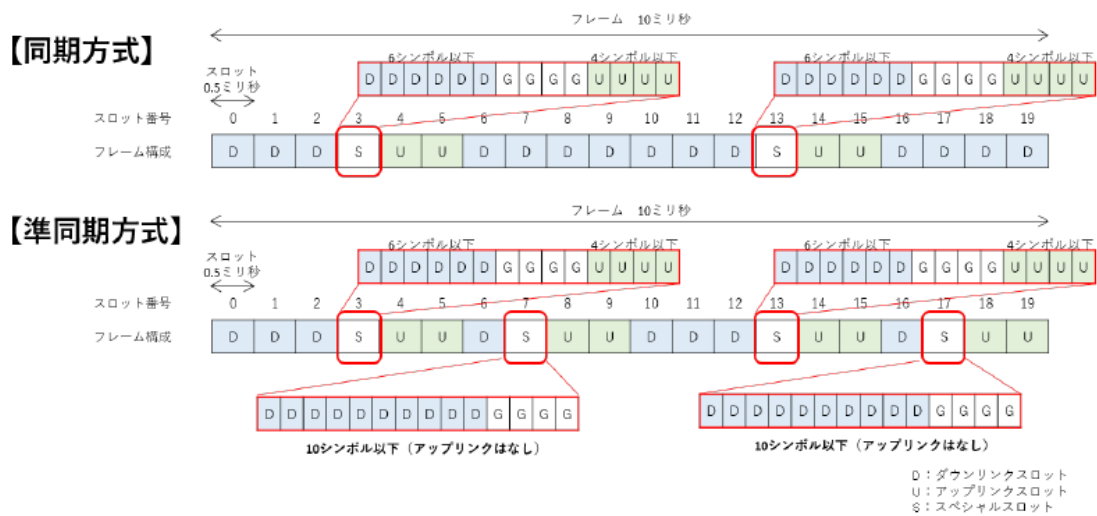 フレーム 10ミリ秒
【同期方式】
6シンボル以下 4シンボル以下 6シンボル以下 4シンボル以下
スロット
0.5ミリ秒
D D D D D D G G G G U U U U D D D D D D G G G G U U U U
スロット番号 0 1 2 3 4 5 6 7 8 9 10 11 12 13 14 15 16 17 18 19
フレーム構成 D D D S U U D D D D D D D S U U D D D D
フレーム 10ミリ秒
【準同期方式】
6シンボル以下 4シンボル以下 6シンボル以下 4シンボル以下
スロット
0.5ミリ秒
D D D D D D G G G G U U U U D D D D D D G G G G U U U U
スロット番号 0 1 2 3 4 5 6 7 8 9 10 11 12 13 14 15 16 17 18 19
フレーム構成 D D D S U U D S U U D D D S U U D S U U
D D D D D D D D D D G G G G D D D D D D D D D D G G G G
10シンボル以下（アップリンクはなし） 10シンボル以下（アップリンクはなし）
D：ダウンリンクスロット
U：アップリンクスロット
S：スペシャルスロット